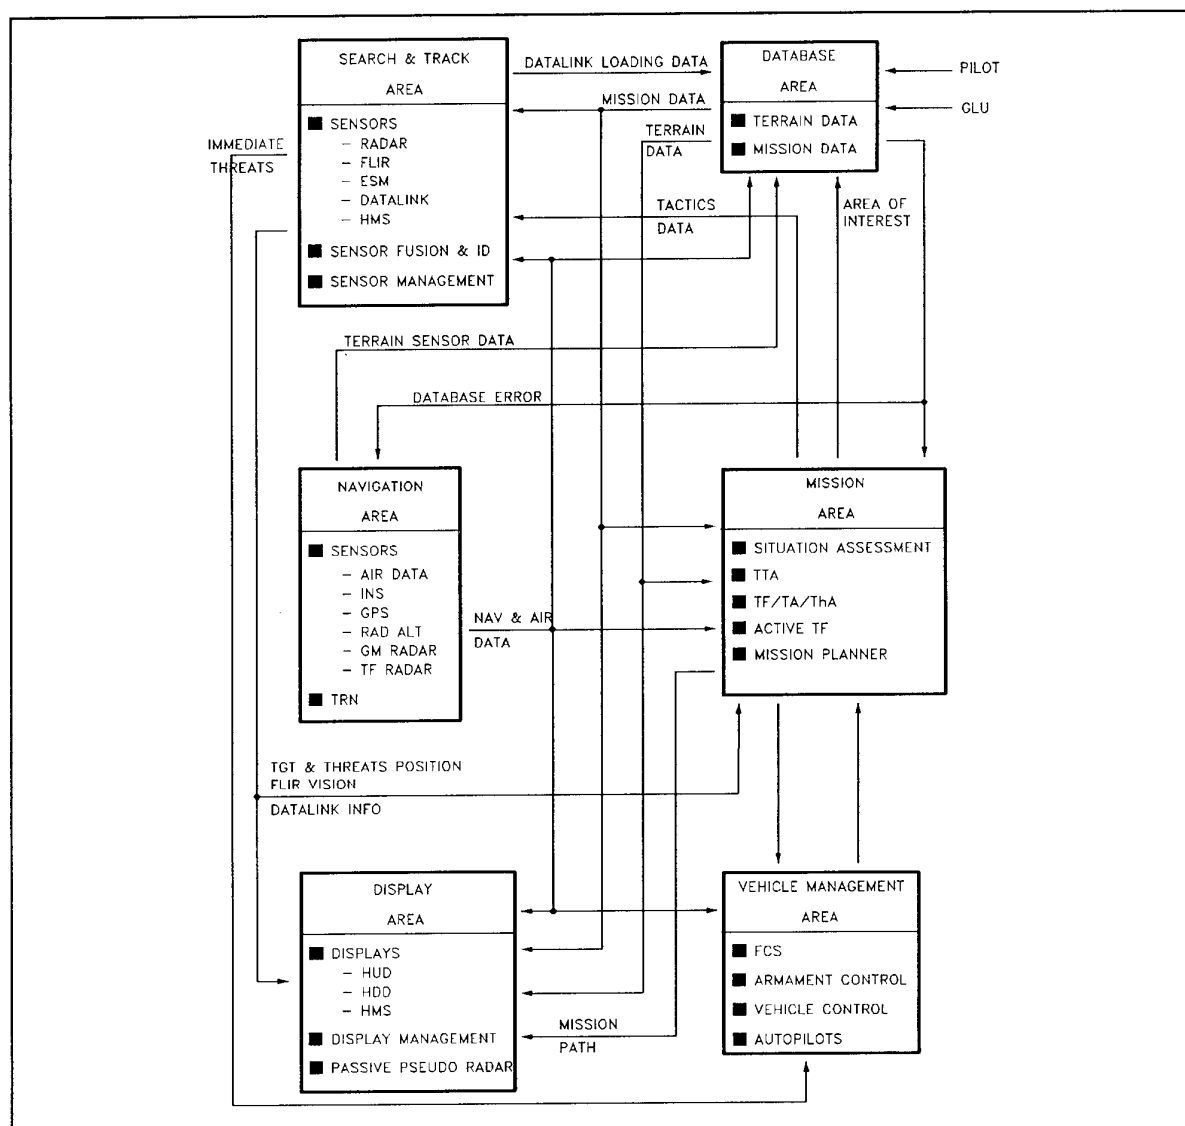 SEARCH & TRACK
AREA
■ SENSORS
– RADAR
– FLIR
– ESM
– DATALINK
– HMS
■ SENSOR FUSION & ID
■ SENSOR MANAGEMENT
DATALINK LOADING DATA
MISSION DATA
TERRAIN
DATA
DATABASE
AREA
■ TERRAIN DATA
■ MISSION DATA
PILOT
GLU
IMMEDIATE
THREATS
TACTICS
DATA
AREA OF
INTEREST
TERRAIN SENSOR DATA
DATABASE ERROR
NAVIGATION
AREA
■ SENSORS
– AIR DATA
– INS
– GPS
– RAD ALT
– GM RADAR
– TF RADAR
■ TRN
NAV & AIR
DATA
MISSION
AREA
■ SITUATION ASSESSMENT
■ TTA
■ TF/TA/ThA
■ ACTIVE TF
■ MISSION PLANNER
TGT & THREATS POSITION
FLIR VISION
DATALINK INFO
DISPLAY
AREA
■ DISPLAYS
– HUD
– HDD
– HMS
■ DISPLAY MANAGEMENT
■ PASSIVE PSEUDO RADAR
MISSION
PATH
VEHICLE MANAGEMENT
AREA
■ FCS
■ ARMAMENT CONTROL
■ VEHICLE CONTROL
■ AUTOPILOTS